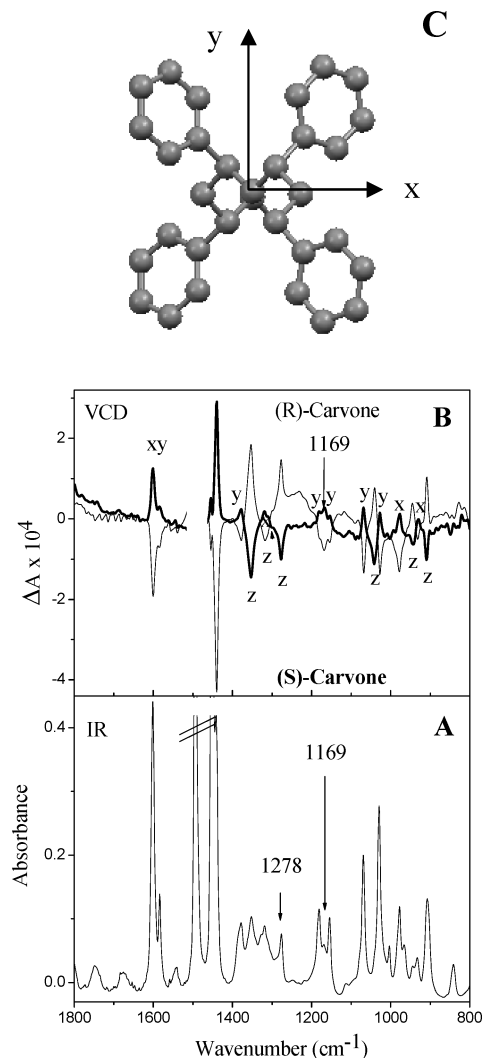 C
y
x
VCD
(R)-Carvone
B
1169
xy
y
y y
y y x x
z
z
z
z
z
z
2
0
-2
-4
ΔA x 10⁴
(S)-Carvone
IR
A
1169
1278
0.4
0.2
0.0
Absorbance
1800 1600 1400 1200 1000 800
Wavenumber (cm⁻¹)